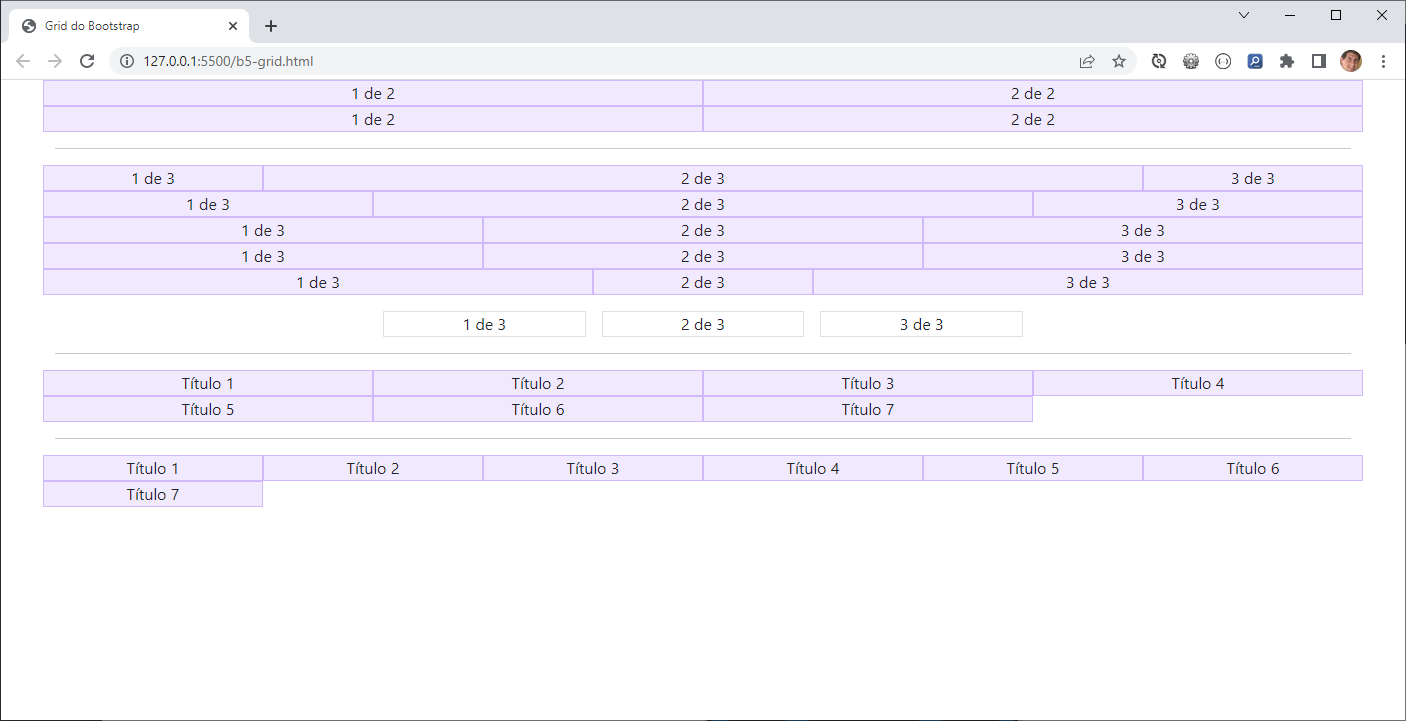 Grid do Bootstrap
127.0.0.1:5500/b5-grid.html
1 de 2 2 de 2
1 de 2 2 de 2
1 de 3 2 de 3 3 de 3
1 de 3 2 de 3 3 de 3
1 de 3 2 de 3 3 de 3
1 de 3 2 de 3 3 de 3
1 de 3 2 de 3 3 de 3
1 de 3 2 de 3 3 de 3
Título 1 Título 2 Título 3 Título 4
Título 5 Título 6 Título 7
Título 1 Título 2 Título 3 Título 4 Título 5 Título 6
Título 7